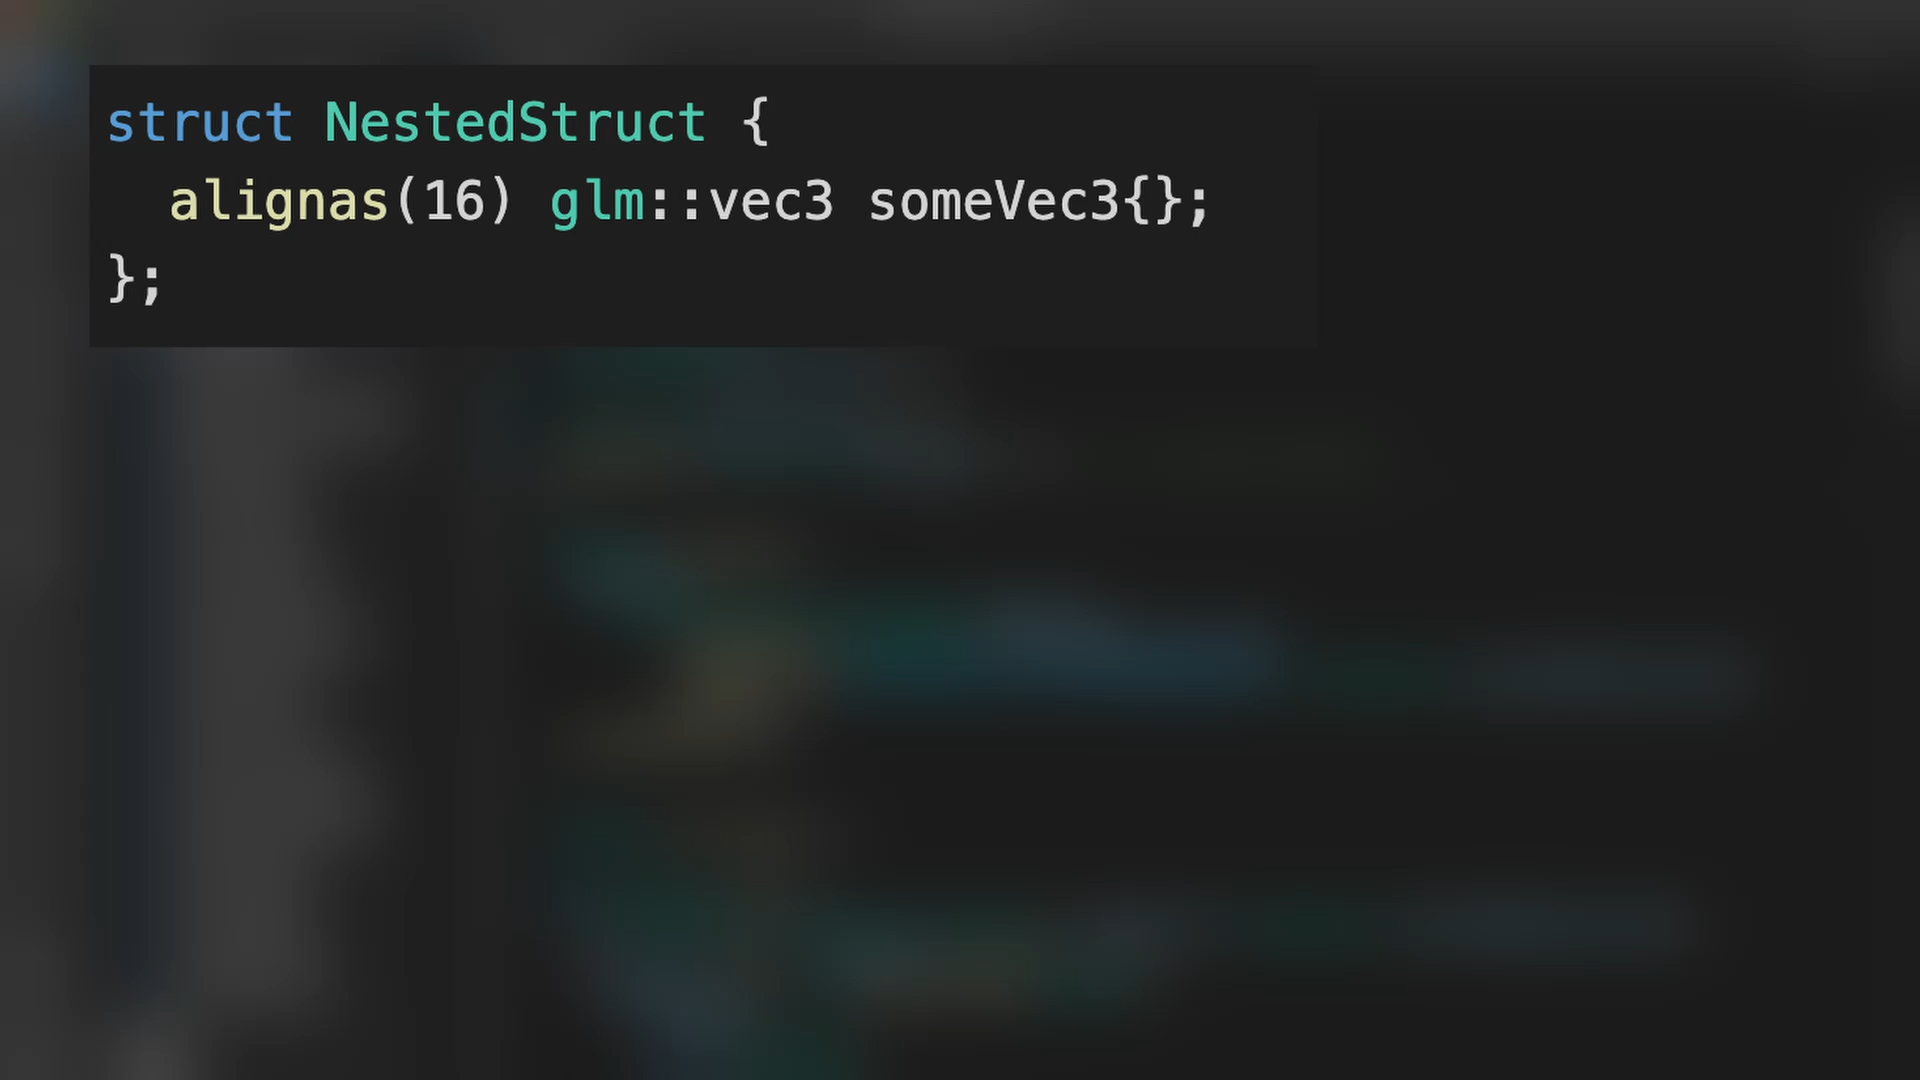 struct NestedStruct {
  alignas(16) glm::vec3 someVec3{};
};